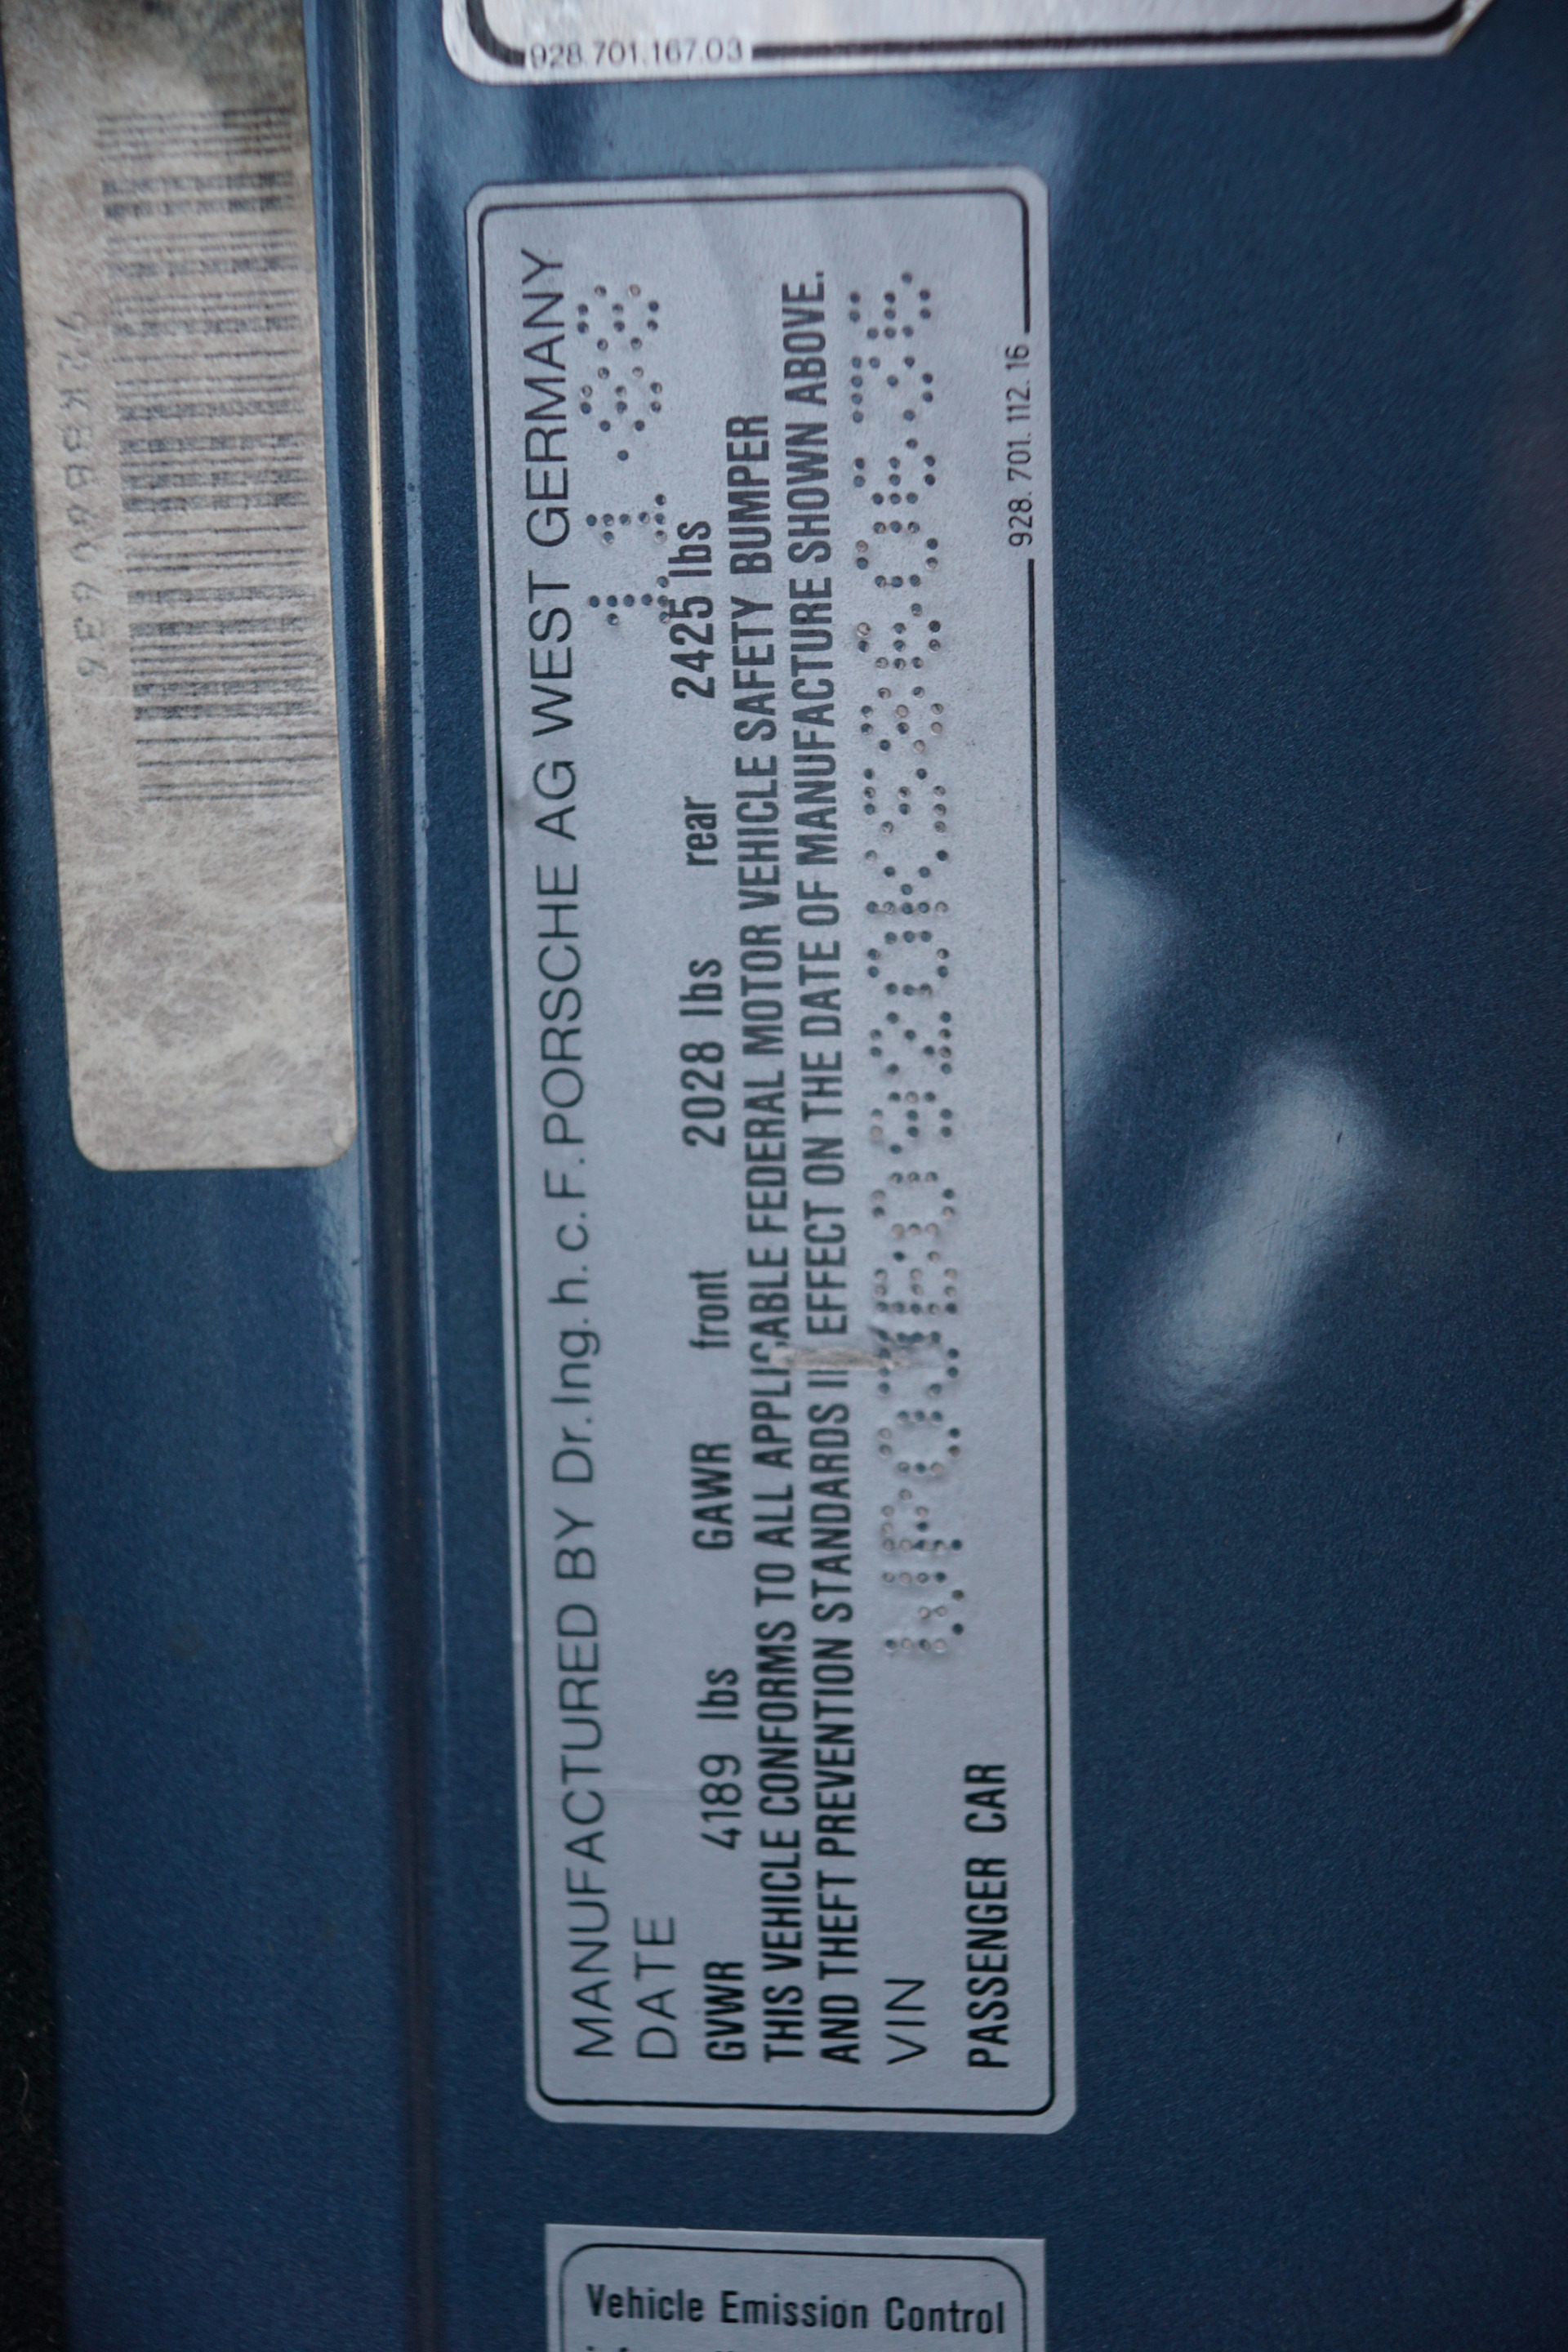 928.701.167.03
MANUFACTURED BY Dr. Ing. h. c. F. PORSCHE AG WEST GERMANY
DATE 11.88
GVWR 4189 lbs GAWR front 2028 lbs rear 2425 lbs
THIS VEHICLE CONFORMS TO ALL APPLICABLE FEDERAL MOTOR VEHICLE SAFETY BUMPER
AND THEFT PREVENTION STANDARDS IN EFFECT ON THE DATE OF MANUFACTURE SHOWN ABOVE.
VIN
PASSENGER CAR
928. 701. 112. 16
Vehicle Emission Control